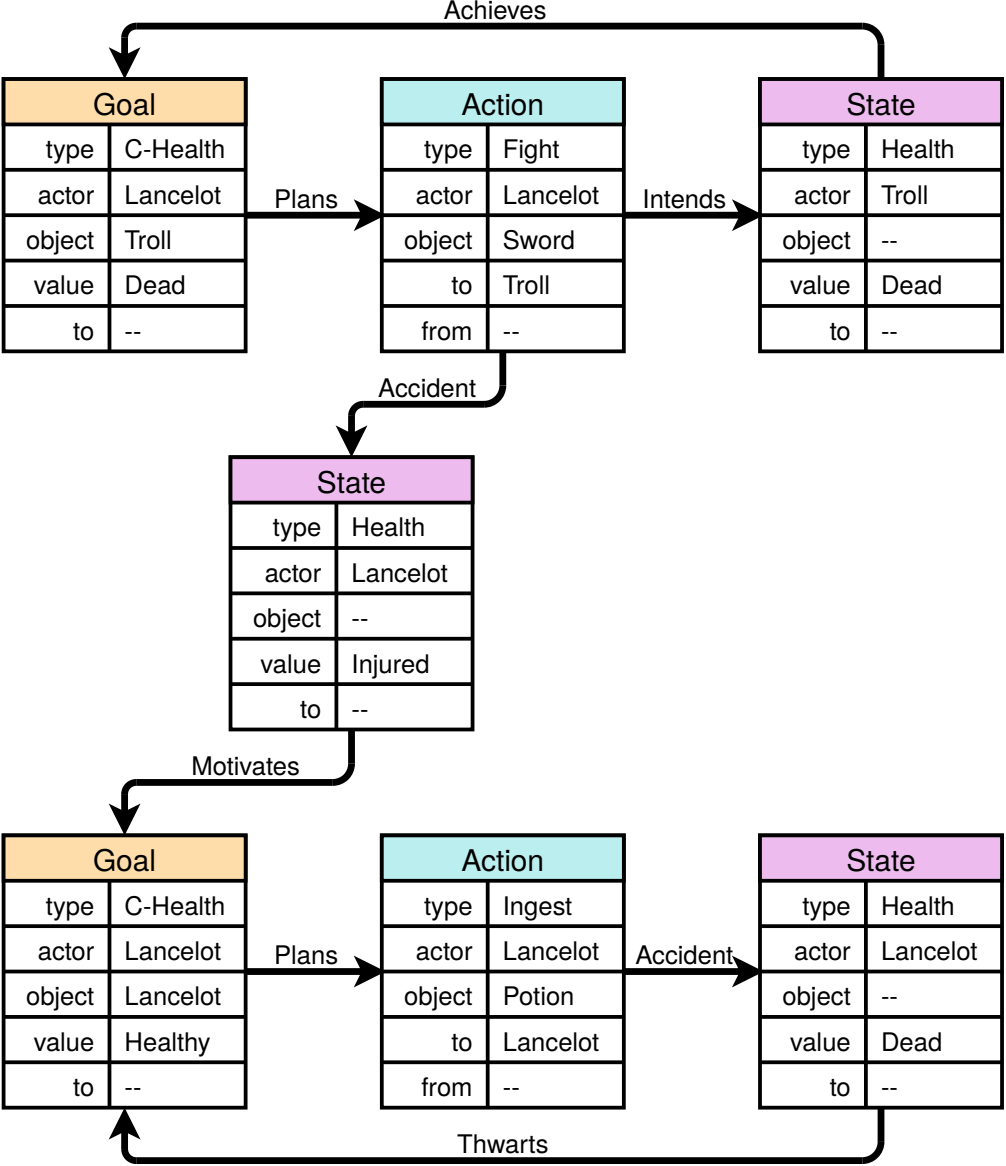 Achieves
Goal Action State
type C-Health type Fight type Health
actor Lancelot Plans actor Lancelot Intends actor Troll
object Troll object Sword object --
value Dead to Troll value Dead
to -- from -- to --
Accident
State
type Health
actor Lancelot
object --
value Injured
to --
Motivates
Goal Action State
type C-Health type Ingest type Health
actor Lancelot Plans actor Lancelot Accident actor Lancelot
object Lancelot object Potion object --
value Healthy to Lancelot value Dead
to -- from -- to --
Thwarts